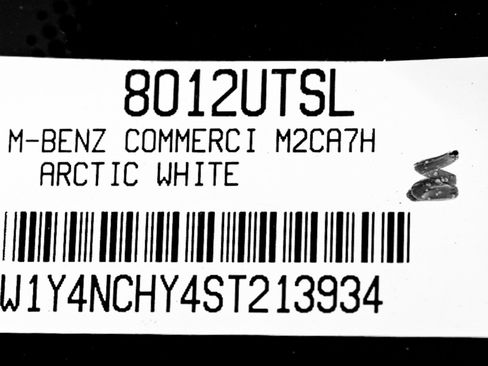 8012UTSL
M-BENZ COMMERCI M2CA7H
ARCTIC WHITE
W1Y4NCHY4ST213934